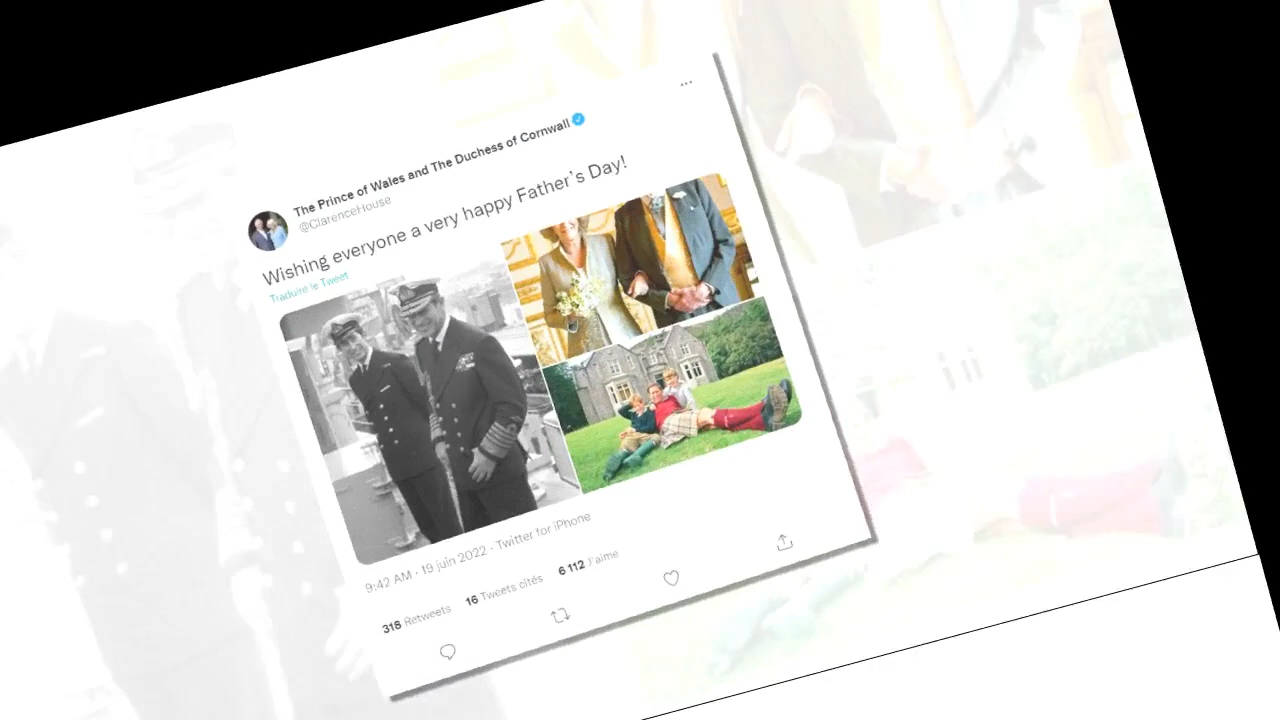 The Prince of Wales and The Duchess of Cornwall
@ClarenceHouse
Wishing everyone a very happy Father's Day!
Traduire le Tweet
9:42 AM · 19 juin 2022 · Twitter for iPhone
318 Retweets 16 Tweets cités 6 112 J'aime